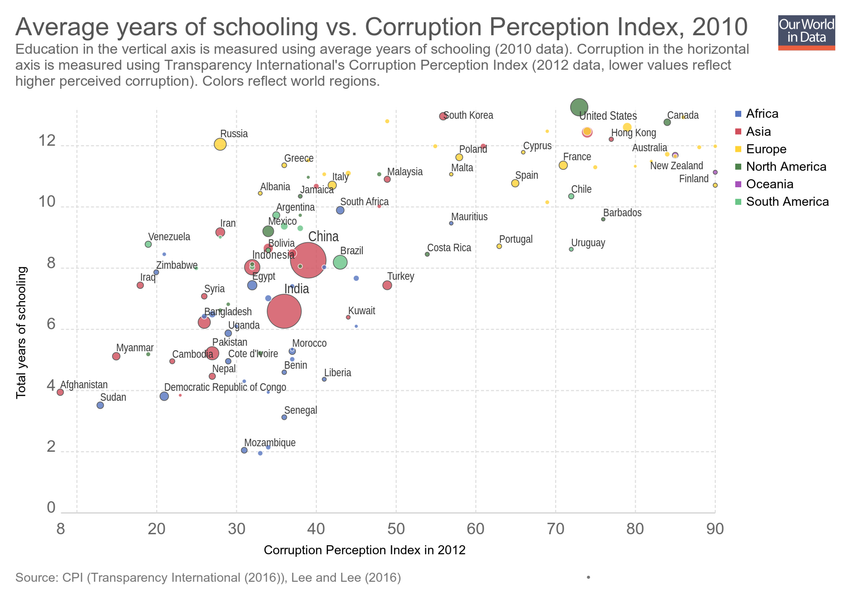 Average years of schooling vs. Corruption Perception Index, 2010
Our World
in Data
Education in the vertical axis is measured using average years of schooling (2010 data). Corruption in the horizontal
axis is measured using Transparency International's Corruption Perception Index (2012 data, lower values reflect
higher perceived corruption). Colors reflect world regions.
Africa
Asia
Europe
North America
Oceania
South America
Total years of schooling
12
10
8
6
4
2
0
South Korea
United States
Canada
Russia
Hong Kong
Greece
Poland
Cyprus
Australia
France
New Zealand
Albania
Jamaica
Italy
Malaysia
Malta
Spain
Finland
Chile
Argentina
South Africa
Iran
Mexico
Mauritius
Barbados
Venezuela
Bolivia
China
Indonesia
Brazil
Costa Rica
Portugal
Uruguay
Zimbabwe
Iraq
Egypt
Turkey
Syria
India
Bangladesh
Uganda
Kuwait
Myanmar
Pakistan
Morocco
Cambodia
Cote d'Ivoire
Nepal
Benin
Liberia
Afghanistan
Sudan
Democratic Republic of Congo
Senegal
Mozambique
8
20
30
40
50
60
70
80
90
Corruption Perception Index in 2012
Source: CPI (Transparency International (2016)), Lee and Lee (2016)